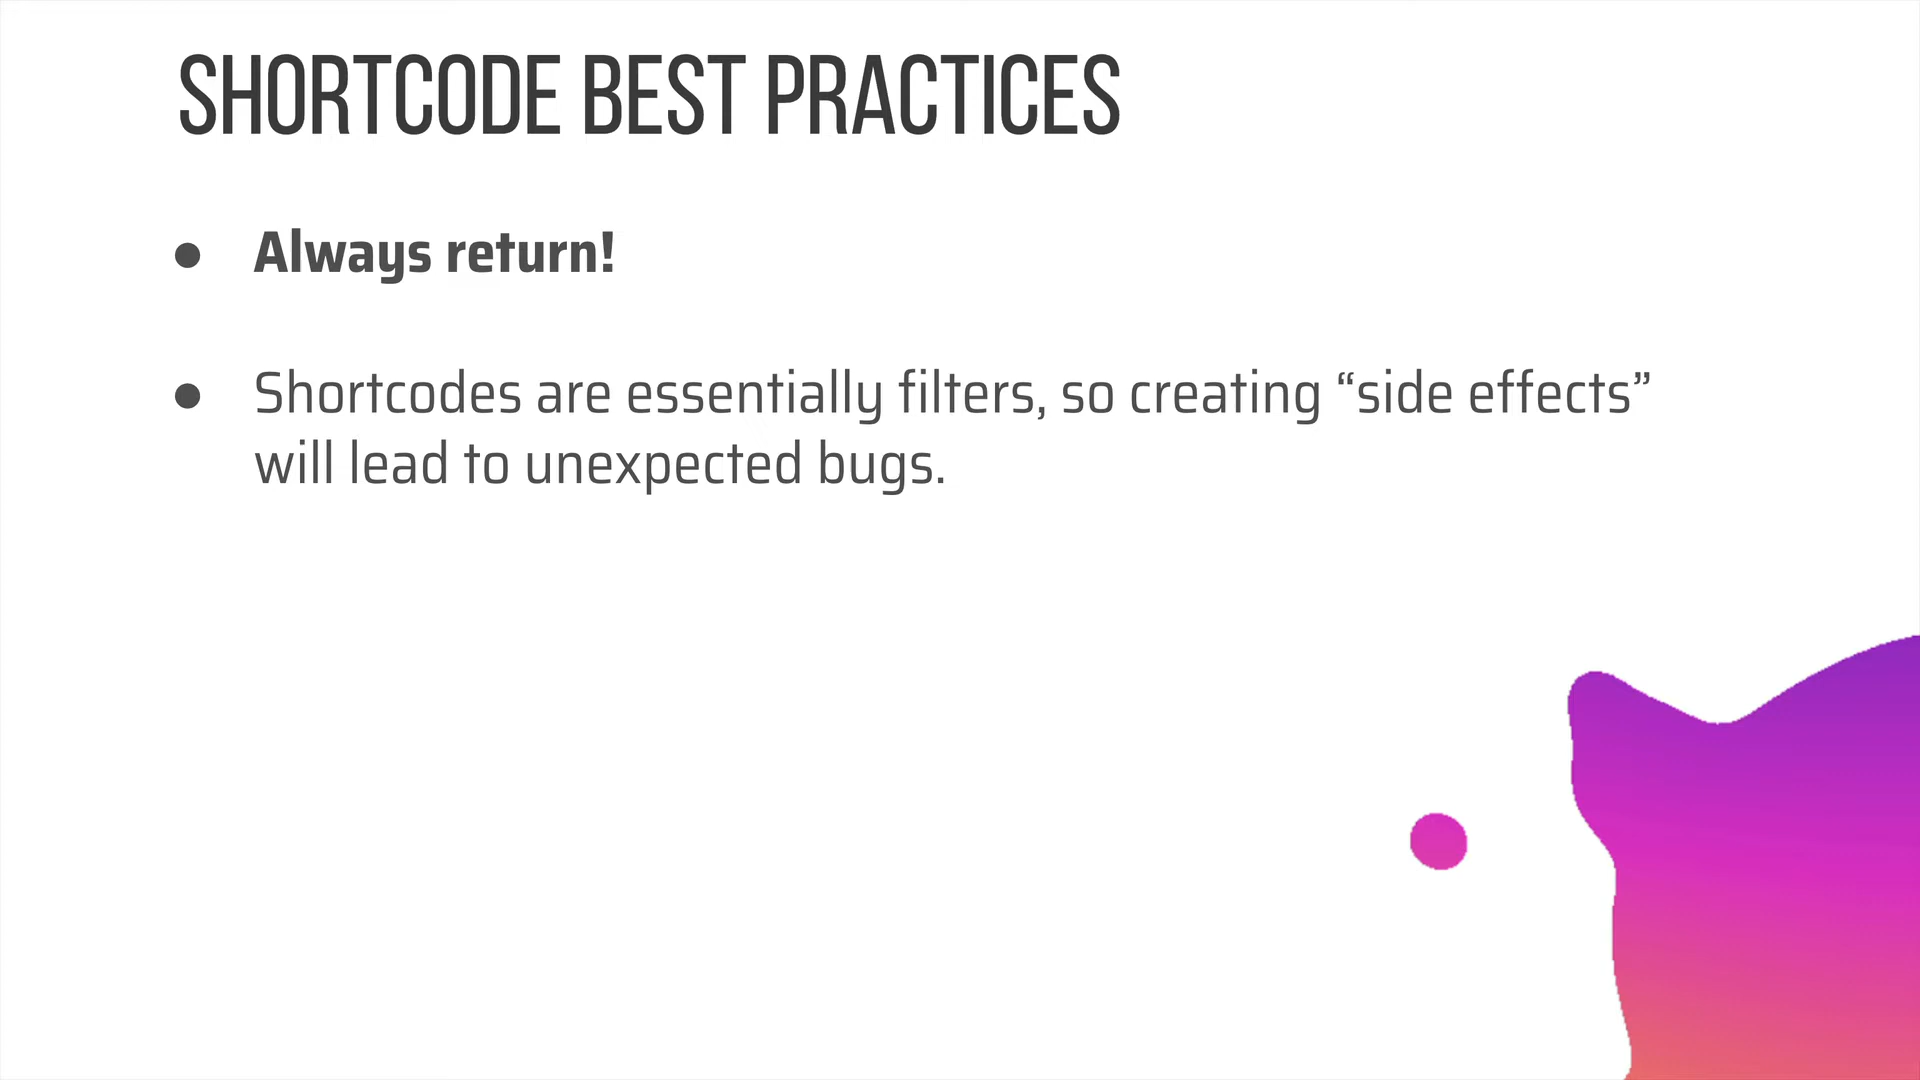 SHORTCODE BEST PRACTICES
● Always return!
● Shortcodes are essentially filters, so creating “side effects”
will lead to unexpected bugs.